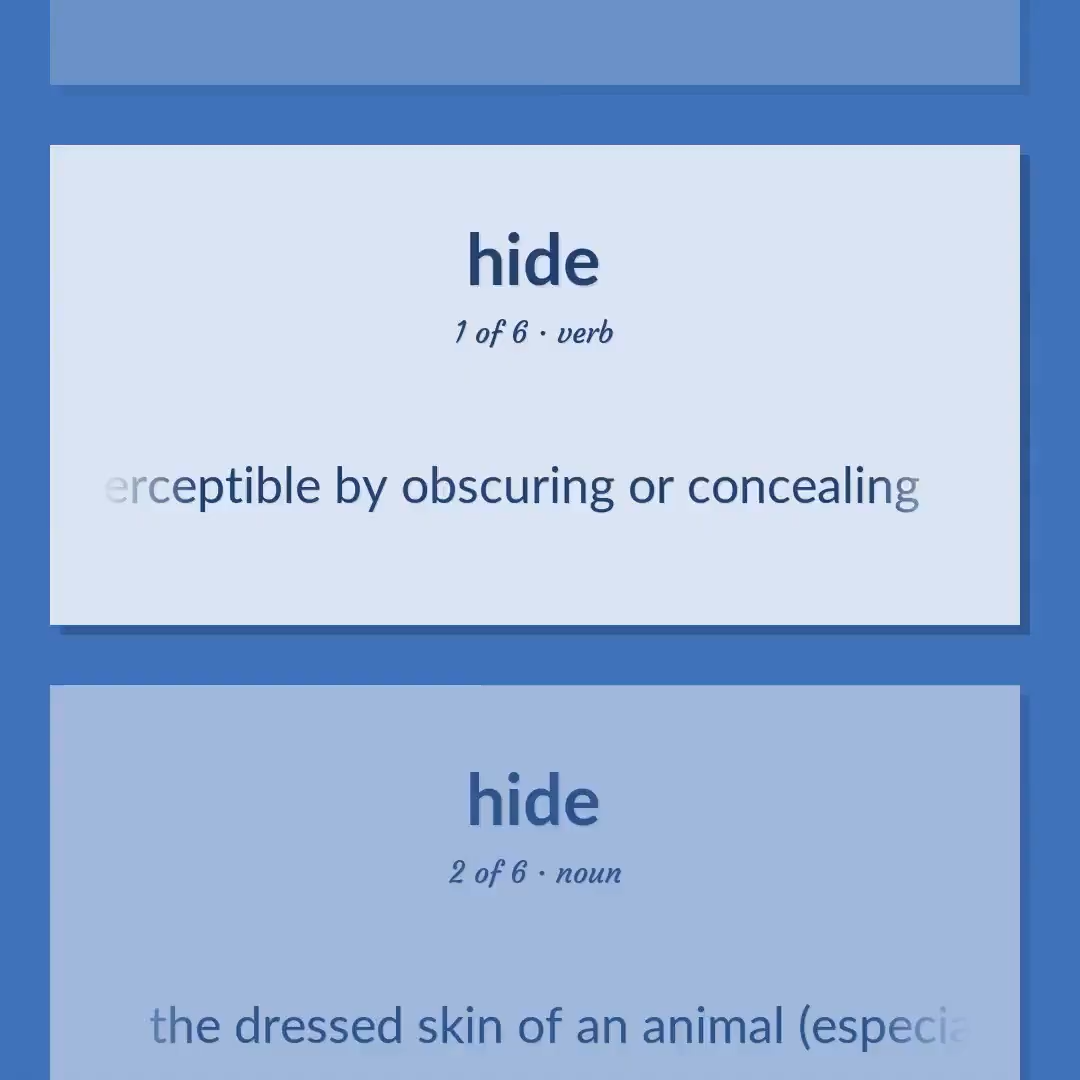 hide
1 of 6 · verb
erceptible by obscuring or concealing
hide
2 of 6 · noun
the dressed skin of an animal (especia